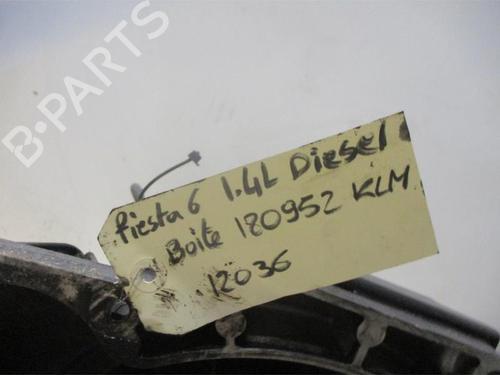 B-PARTS
Fiesta 6 1.4L Diesel
Boite 180952 KLM
12036